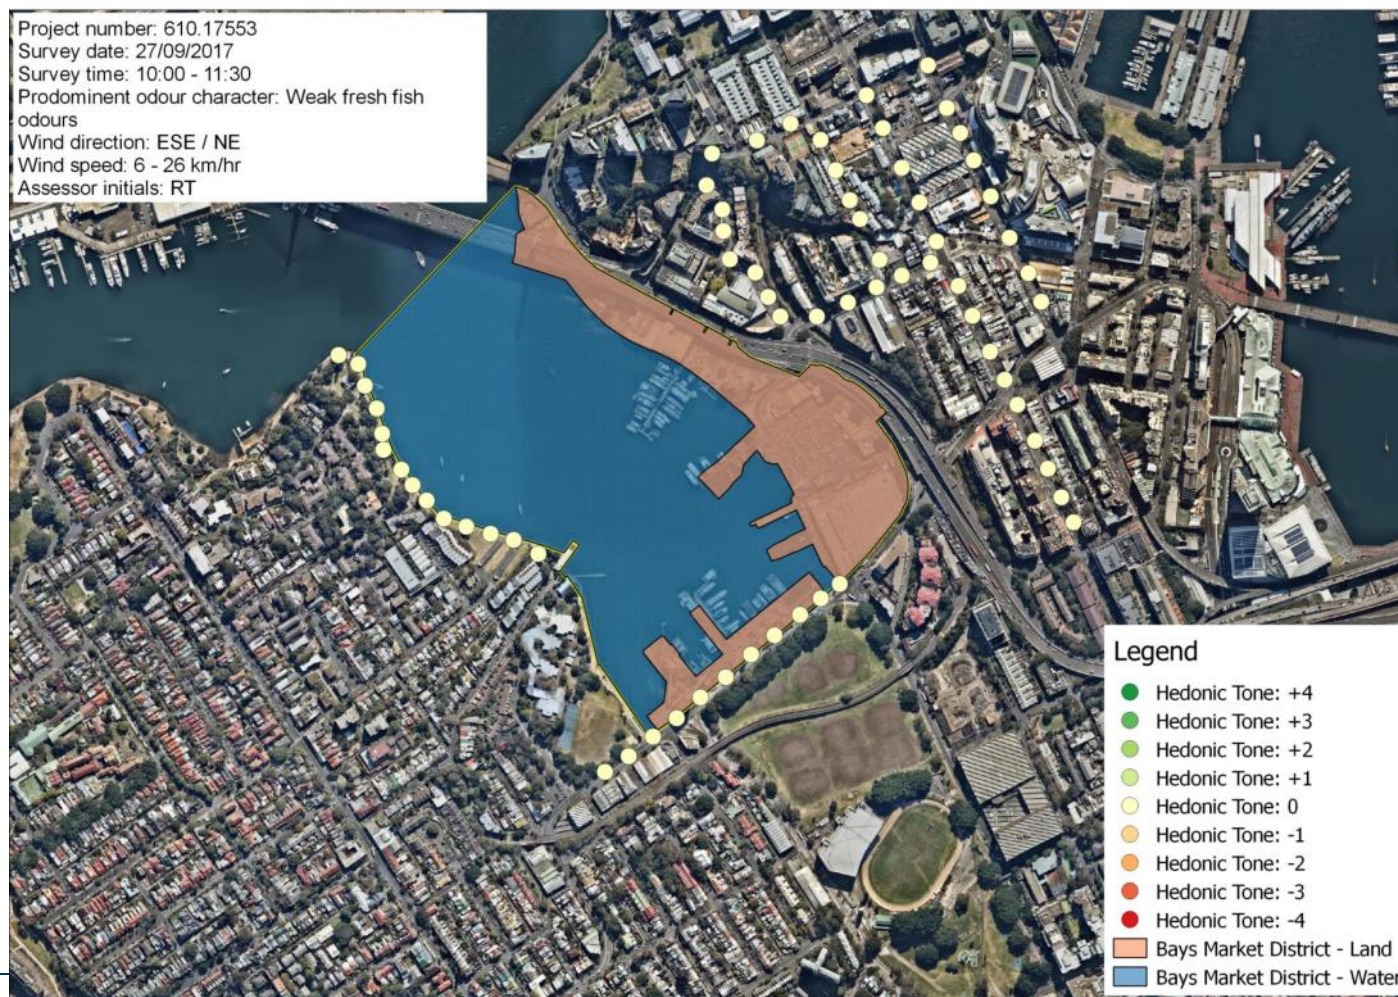 Project number: 610.17553
Survey date: 27/09/2017
Survey time: 10:00 - 11:30
Prodominent odour character: Weak fresh fish
odours
Wind direction: ESE / NE
Wind speed: 6 - 26 km/hr
Assessor initials: RT
Legend
Hedonic Tone: +4
Hedonic Tone: +3
Hedonic Tone: +2
Hedonic Tone: +1
Hedonic Tone: 0
Hedonic Tone: -1
Hedonic Tone: -2
Hedonic Tone: -3
Hedonic Tone: -4
Bays Market District - Land
Bays Market District - Water